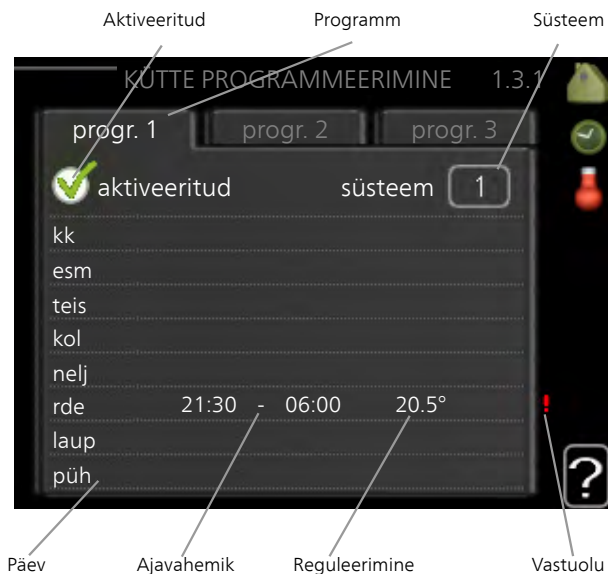 Aktiveeritud Programm Süsteem
KÜTTE PROGRAMMEERIMINE 1.3.1
progr. 1 progr. 2 progr. 3
aktiveeritud süsteem 1
kk
esm
teis
kol
nelj
rde 21:30 - 06:00 20.5° !
laup
püh
?
Päev Ajavahemik Reguleerimine Vastuolu